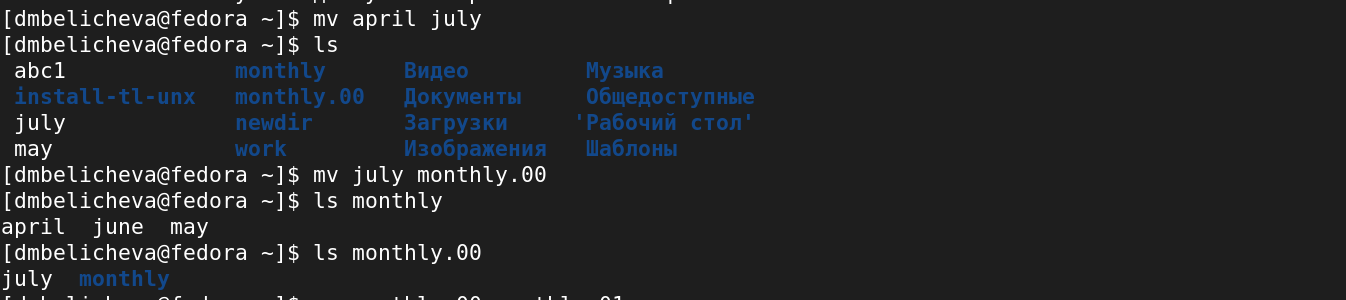 [dmbelicheva@fedora ~]$ mv april july
[dmbelicheva@fedora ~]$ ls
abc1 monthly Видео Музыка
install-tl-unx monthly.00 Документы Общедоступные
july newdir Загрузки 'Рабочий стол'
may work Изображения Шаблоны
[dmbelicheva@fedora ~]$ mv july monthly.00
[dmbelicheva@fedora ~]$ ls monthly
april june may
[dmbelicheva@fedora ~]$ ls monthly.00
july monthly